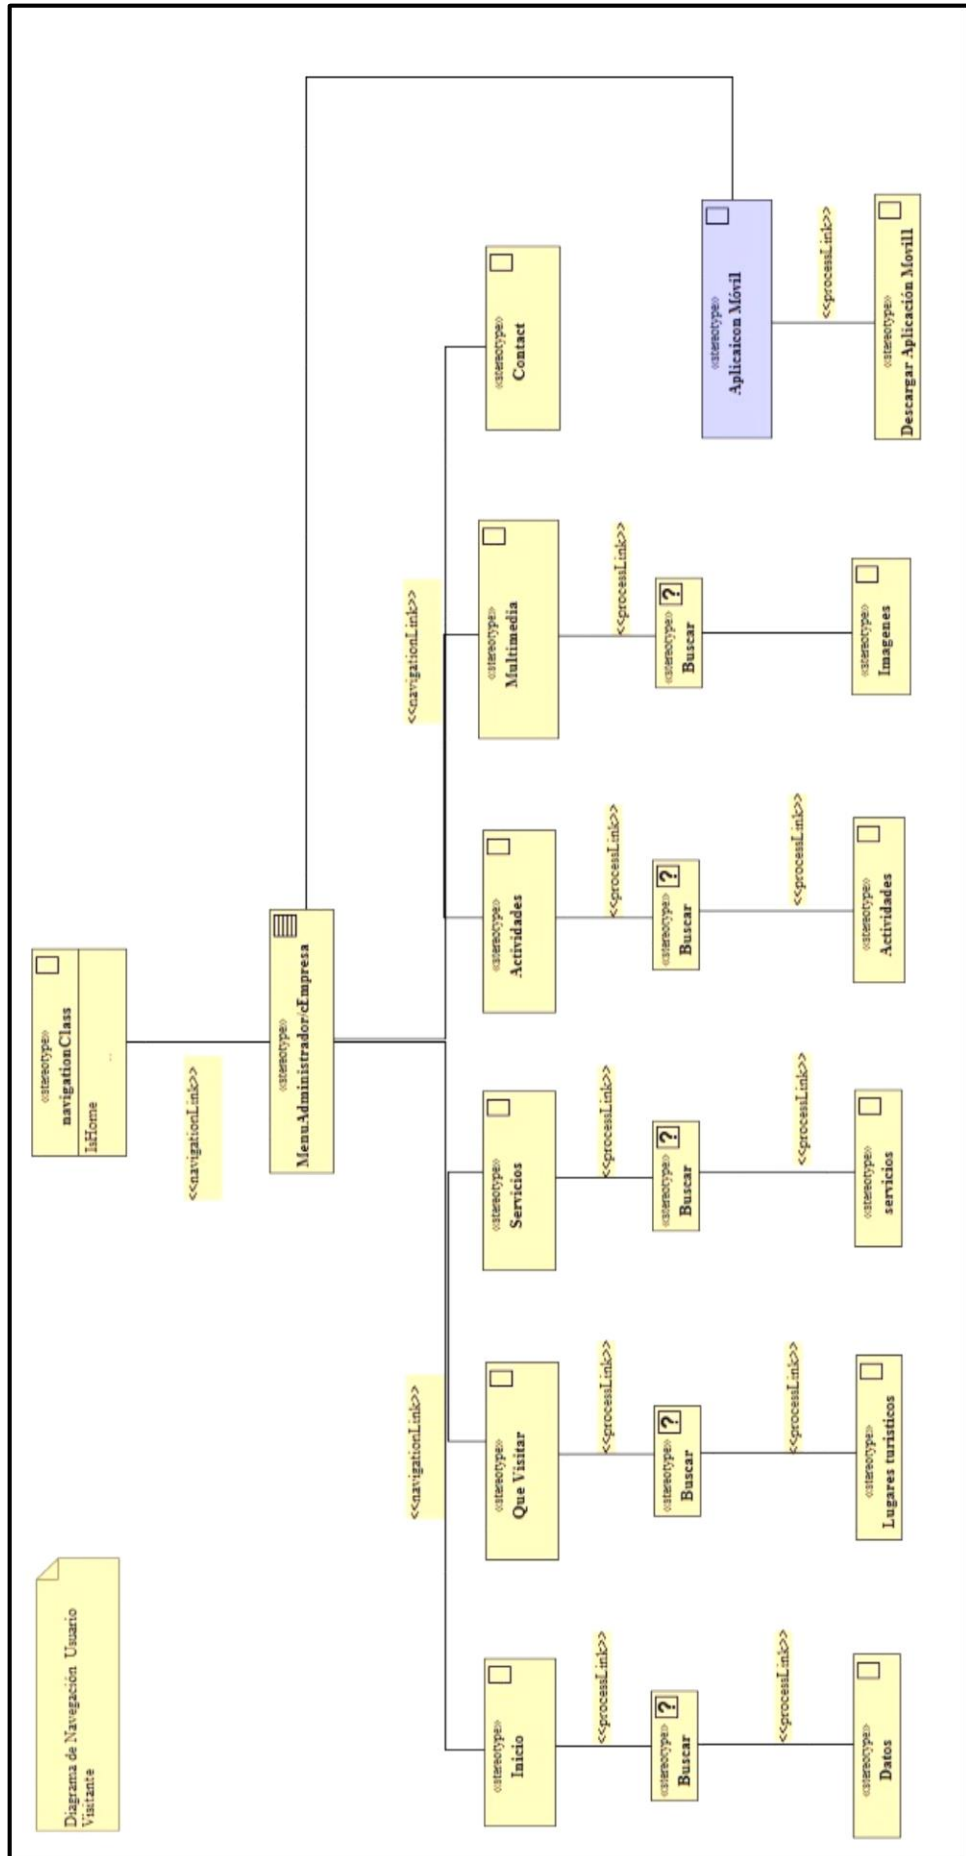 Diagrama de Navegación Usuario
Visitante
«stereotype»
navigationClass
IsHome
<<navigationLink>>
«stereotype»
MenuAdministrador/cEmpresa
<<navigationLink>>
<<navigationLink>>
«stereotype»
Inicio
«stereotype»
Que Visitar
«stereotype»
Servicios
«stereotype»
Actividades
«stereotype»
Multimedia
«stereotype»
Contact
<<processLink>>
<<processLink>>
<<processLink>>
<<processLink>>
<<processLink>>
«stereotype»
Buscar
?
«stereotype»
Buscar
?
«stereotype»
Buscar
?
«stereotype»
Buscar
?
«stereotype»
Buscar
?
«stereotype»
Aplicaicon Móvil
<<processLink>>
<<processLink>>
<<processLink>>
<<processLink>>
<<processLink>>
«stereotype»
Datos
«stereotype»
Lugares turisticos
«stereotype»
servicios
«stereotype»
Actividades
«stereotype»
Imagenes
«stereotype»
Descargar Aplicación Movill